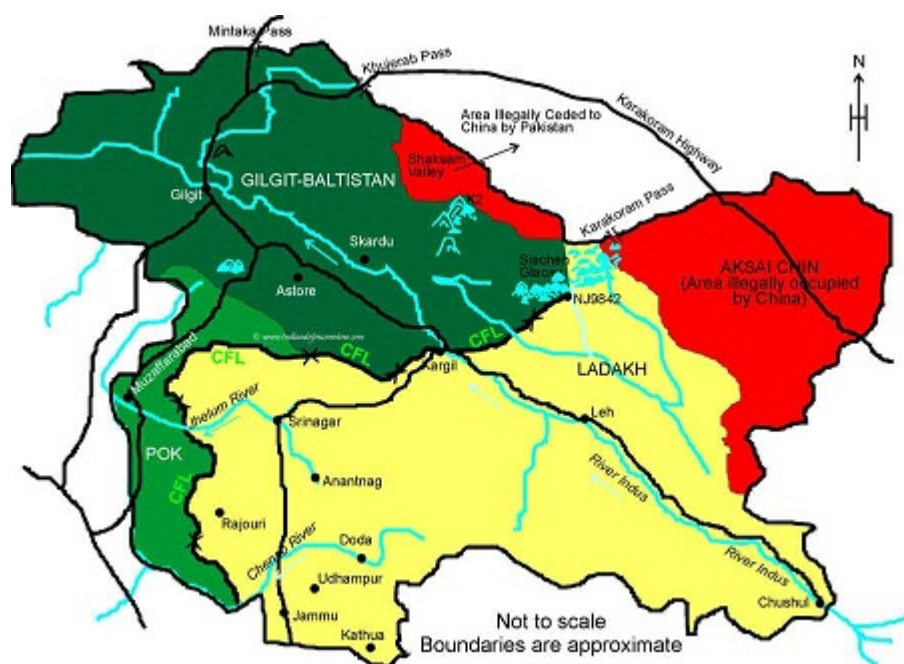 Mintaka Pass
Khujerab Pass
N
Area Illegally Ceded to
China by Pakistan
Karakoram Highway
Shaksam
Valley
GILGIT-BALTISTAN
K2
Gilgit
Karakoram Pass
Skardu
Siachen
Glacier
AKSAI CHIN
(Area illegally occupied
by China)
Astore
NJ9842
CFL
CFL
CFL
Kargil
LADAKH
Muzaffarabad
Jhelum River
Srinagar
Leh
POK
CFL
Anantnag
River Indus
Rajouri
Doda
Chenab River
Udhampur
River Indus
Chushul
Jammu
Not to scale
Kathua
Boundaries are approximate